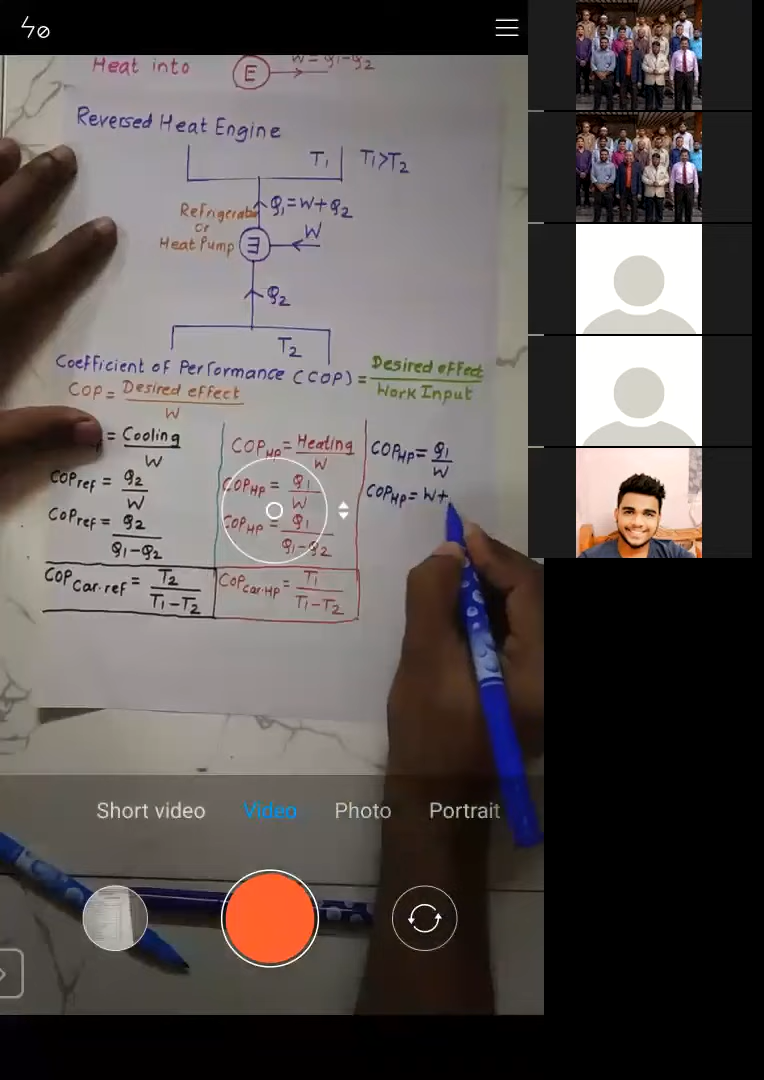 Heat into
E
W = Q1-Q2
Reversed Heat Engine
T1
T1>T2
Q1=W+Q2
Refrigerator
or
Heat Pump
E
W
Q2
T2
Coefficient of Performance (COP) = Desired effect / Work Input
COP = Desired effect / W
= Cooling / W
COPref = Q2 / W
COPref = Q2 / Q1-Q2
COPCar.ref = T2 / T1-T2
COPHP = Heating / W
COPHP = Q1 / W
COPHP = Q1 / Q1-Q2
COPCar.HP = T1 / T1-T2
COPHP = Q1 / W
COPHP = W+
Short video Video Photo Portrait